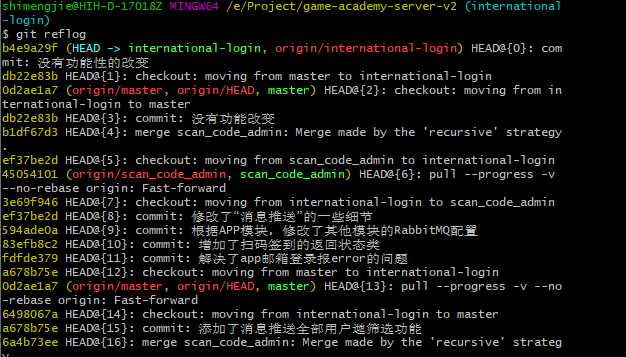 shimengjie@HIH-D-17018Z MINGW64 /e/Project/game-academy-server-v2 (international
-login)
$ git reflog
b4e9a29f (HEAD -> international-login, origin/international-login) HEAD@{0}: com
mit: 没有功能性的改变
db22e83b HEAD@{1}: checkout: moving from master to international-login
0d2ae1a7 (origin/master, origin/HEAD, master) HEAD@{2}: checkout: moving from in
ternational-login to master
db22e83b HEAD@{3}: commit: 没有功能改变
b1df67d3 HEAD@{4}: merge scan_code_admin: Merge made by the 'recursive' strategy
.
ef37be2d HEAD@{5}: checkout: moving from scan_code_admin to international-login
45054101 (origin/scan_code_admin, scan_code_admin) HEAD@{6}: pull --progress -v
--no-rebase origin: Fast-forward
3e69f946 HEAD@{7}: checkout: moving from international-login to scan_code_admin
ef37be2d HEAD@{8}: commit: 修改了“消息推送”的一些细节
594ade0a HEAD@{9}: commit: 根据APP模块，修改了其他模块的RabbitMQ配置
83efb8c2 HEAD@{10}: commit: 增加了扫码签到的返回状态类
fdfde379 HEAD@{11}: commit: 解决了app邮箱登录报error的问题
a678b75e HEAD@{12}: checkout: moving from master to international-login
0d2ae1a7 (origin/master, origin/HEAD, master) HEAD@{13}: pull --progress -v --no
-rebase origin: Fast-forward
6498067a HEAD@{14}: checkout: moving from international-login to master
a678b75e HEAD@{15}: commit: 添加了消息推送全部用户端筛选功能
6a4b73ee HEAD@{16}: merge scan_code_admin: Merge made by the 'recursive' strateg